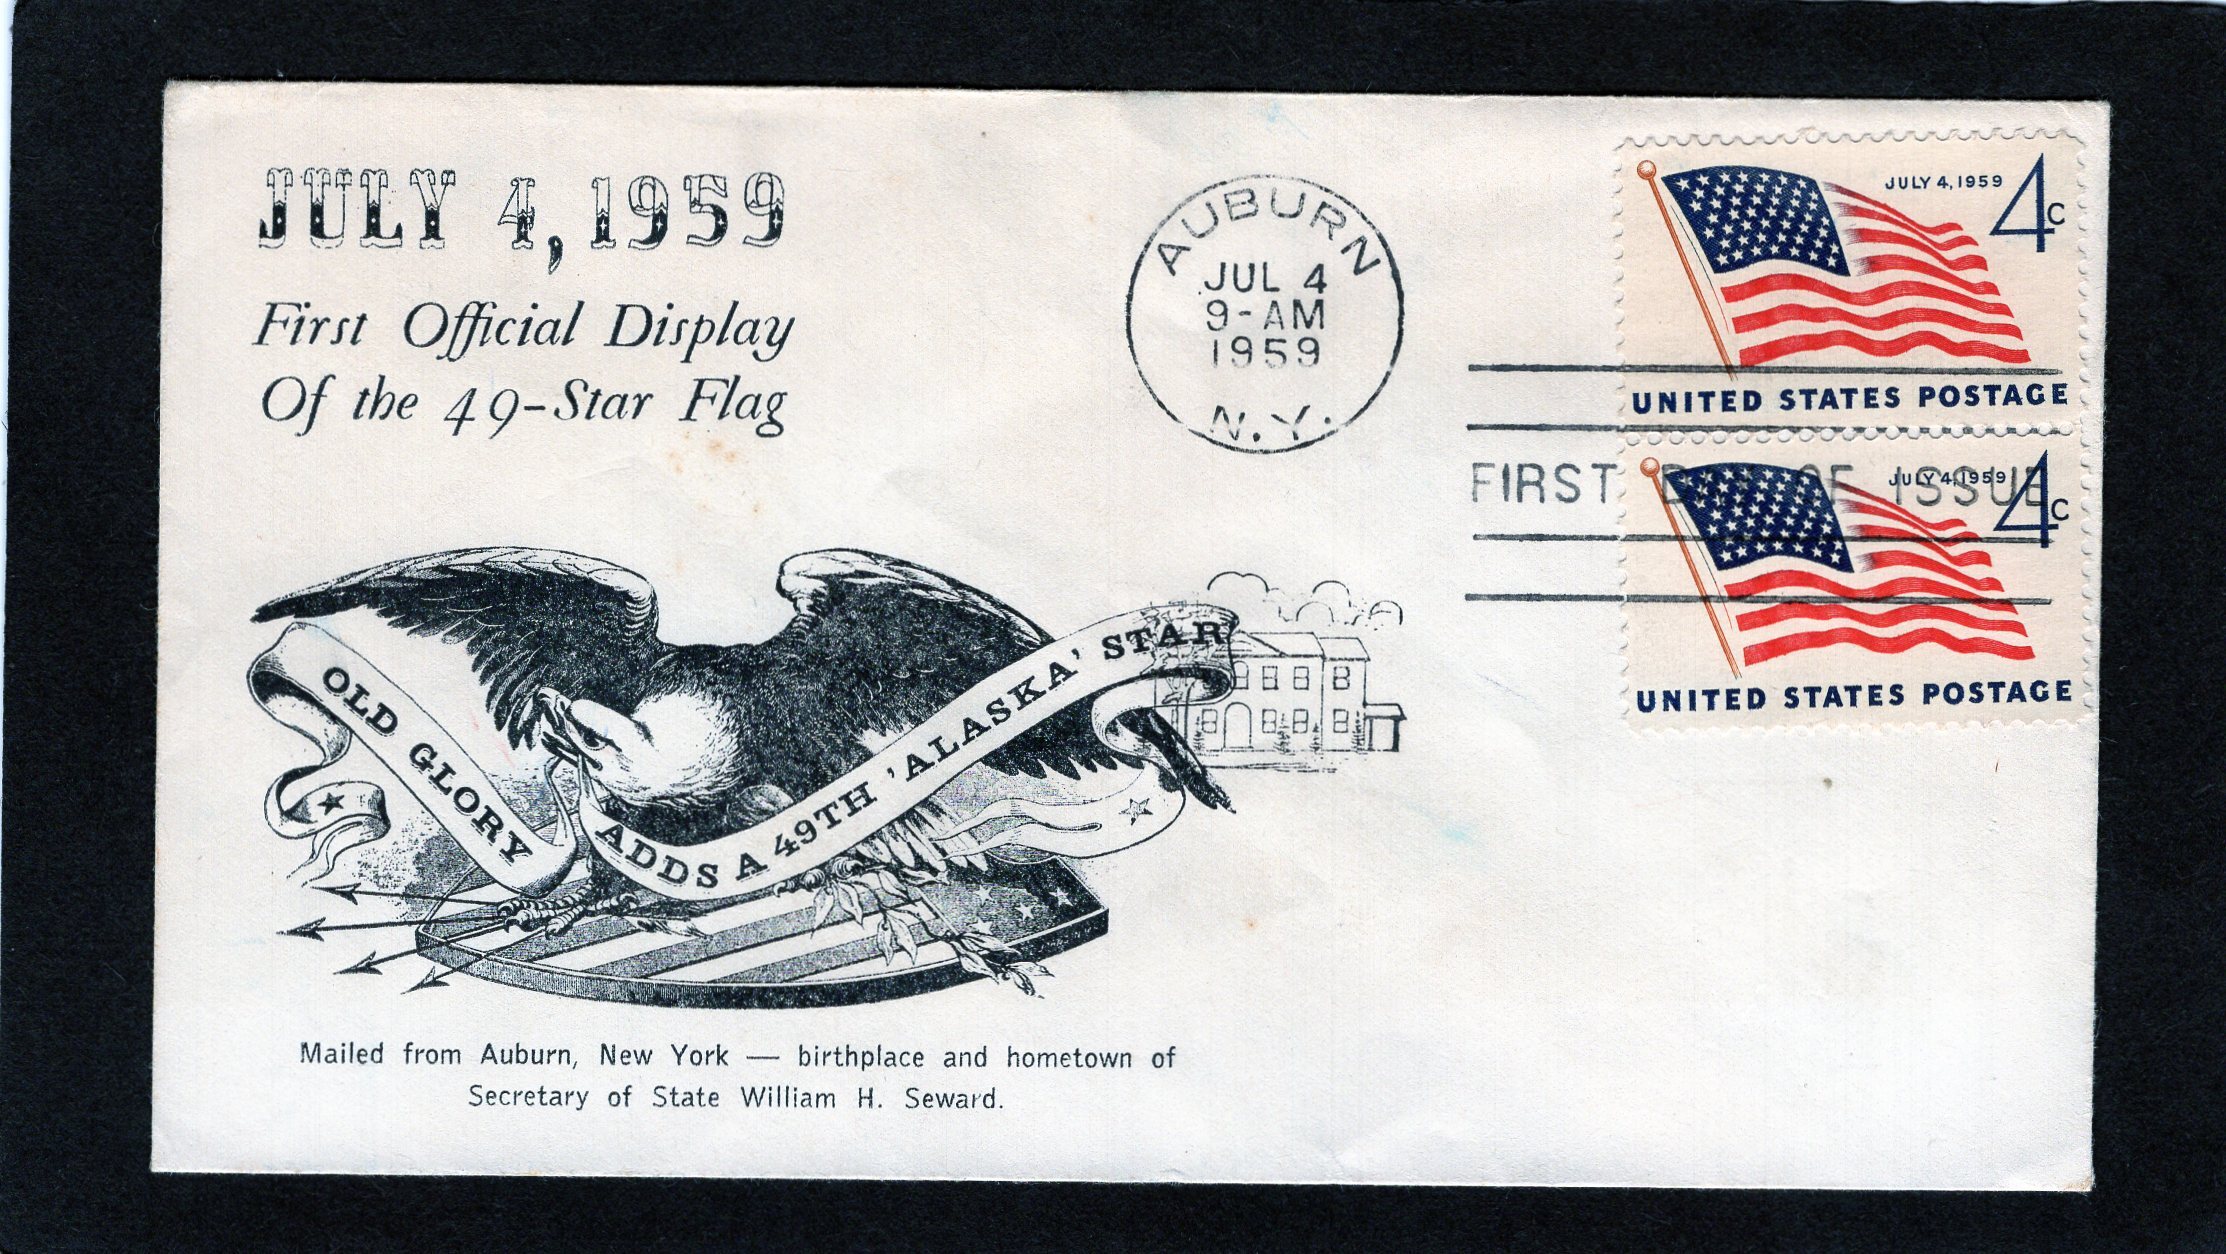 JULY 4, 1959
First Official Display
Of the 49-Star Flag
AUBURN
JUL 4
9-AM
1959
N.Y.
JULY 4, 1959
4c
UNITED STATES POSTAGE
FIRST DAY OF ISSUE
JULY 4, 1959
4c
UNITED STATES POSTAGE
OLD GLORY ADDS A 49TH 'ALASKA' STAR
Mailed from Auburn, New York — birthplace and hometown of
Secretary of State William H. Seward.